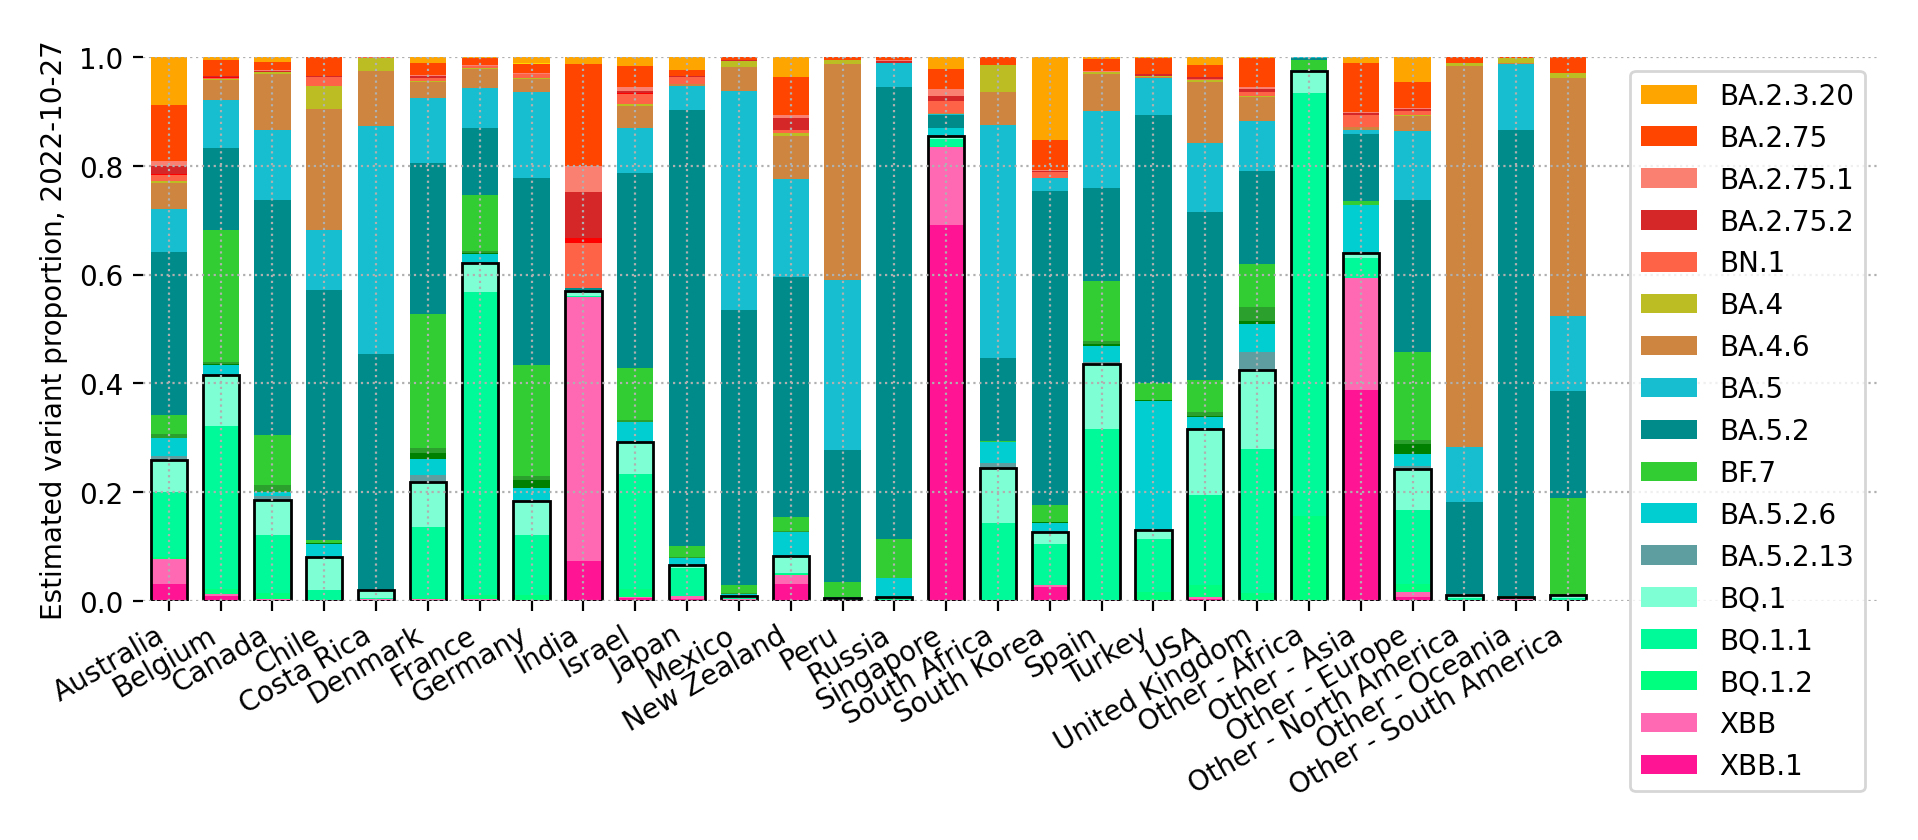 Estimated variant proportion, 2022-10-27
1.0
0.8
0.6
0.4
0.2
0.0
Australia
Belgium
Canada
Chile
Costa Rica
Denmark
France
Germany
India
Israel
Japan
Mexico
New Zealand
Peru
Russia
Singapore
South Africa
South Korea
Spain
Turkey
USA
United Kingdom
Other - Africa
Other - Asia
Other - Europe
Other - North America
Other - Oceania
Other - South America
BA.2.3.20
BA.2.75
BA.2.75.1
BA.2.75.2
BN.1
BA.4
BA.4.6
BA.5
BA.5.2
BF.7
BA.5.2.6
BA.5.2.13
BQ.1
BQ.1.1
BQ.1.2
XBB
XBB.1